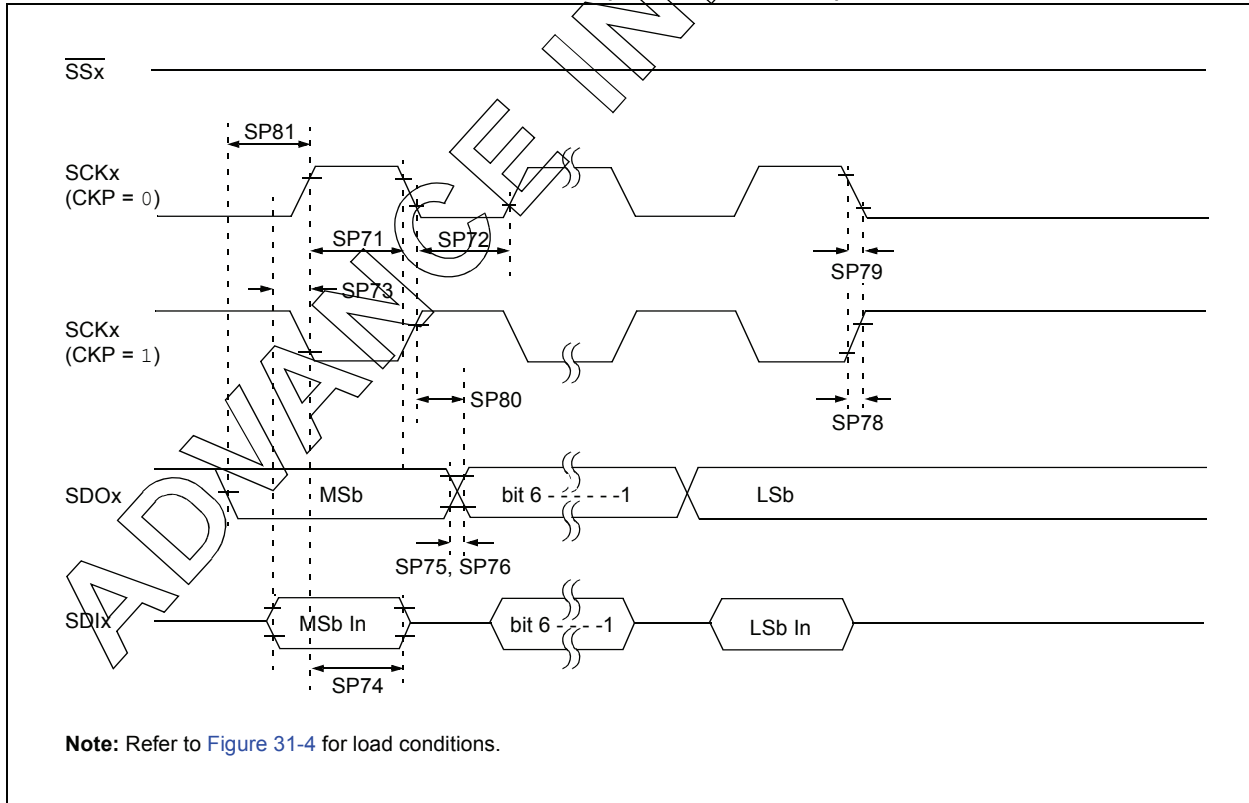 SSx
SP81
SCKx
(CKP = 0)
SP71
SP72
SP79
SP73
SCKx
(CKP = 1)
SP80
SP78
SDOx
MSb
bit 6 - - - - - -1
LSb
SP75, SP76
SDIx
MSb In
bit 6 - - - -1
LSb In
SP74
Note: Refer to Figure 31-4 for load conditions.
ADVANCE IN